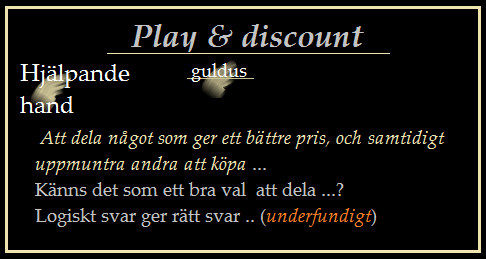 Play & discount
Hjälpande
guldus
hand
Att dela något som ger ett bättre pris, och samtidigt
uppmuntra andra att köpa ...
Känns det som ett bra val att dela ...?
Logiskt svar ger rätt svar .. (underfundigt)